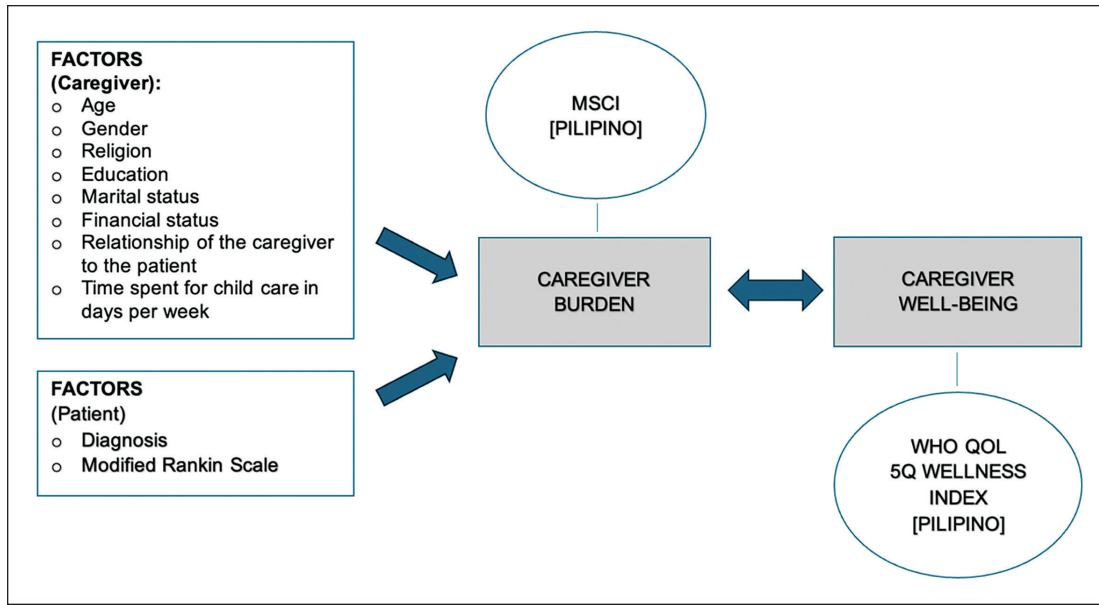 FACTORS
(Caregiver):
o Age
o Gender
o Religion
o Education
o Marital status
o Financial status
o Relationship of the caregiver
to the patient
o Time spent for child care in
days per week
FACTORS
(Patient)
o Diagnosis
o Modified Rankin Scale
MSCI
[PILIPINO]
CAREGIVER
BURDEN
CAREGIVER
WELL-BEING
WHO QOL
5Q WELLNESS
INDEX
[PILIPINO]